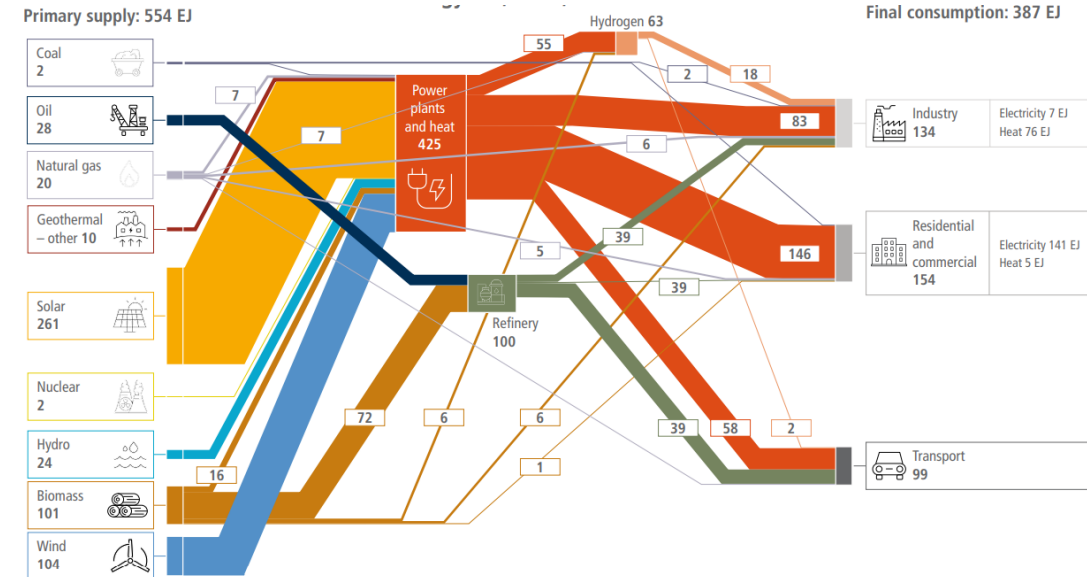 Primary supply: 554 EJ
Final consumption: 387 EJ
Hydrogen 63
Coal
2
Oil
28
Natural gas
20
Geothermal
– other 10
Solar
261
Nuclear
2
Hydro
24
Biomass
101
Wind
104
7
7
16
72
6
6
1
Power
plants
and heat
425
55
2
18
83
6
5
39
39
146
Refinery
100
39
58
2
Industry
134
Electricity 7 EJ
Heat 76 EJ
Residential
and
commercial
154
Electricity 141 EJ
Heat 5 EJ
Transport
99